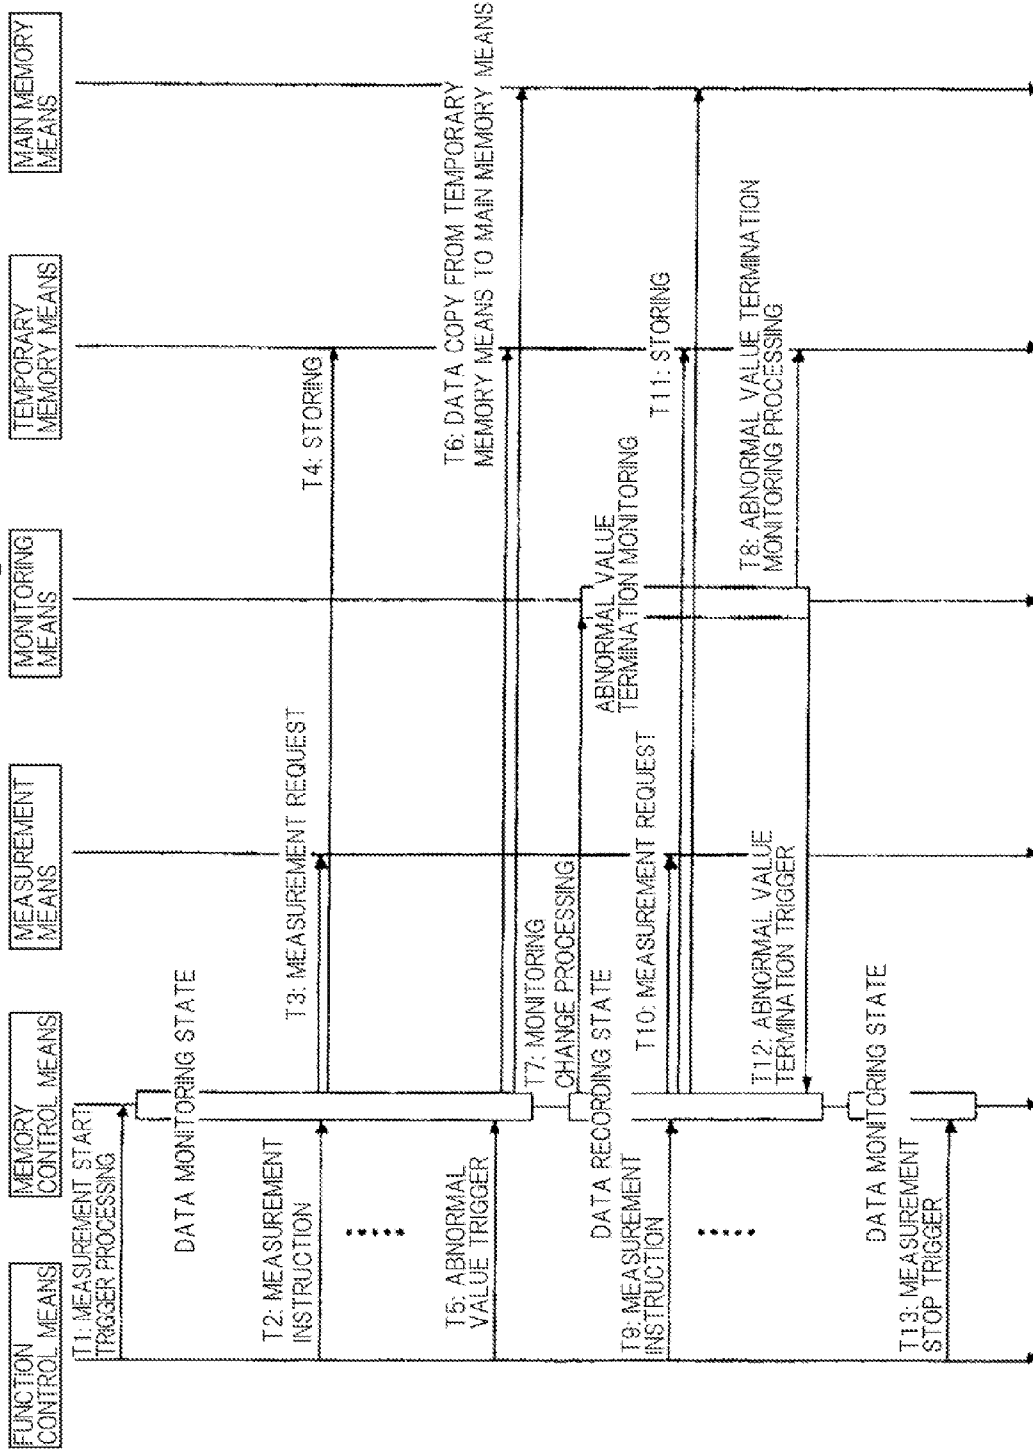 FUNCTION
CONTROL MEANS
MEMORY
CONTROL MEANS
MEASUREMENT
MEANS
MONITORING
MEANS
TEMPORARY
MEMORY MEANS
MAIN MEMORY
MEANS
T1: MEASUREMENT START
TRIGGER PROCESSING
DATA MONITORING STATE
T2: MEASUREMENT
INSTRUCTION
T3: MEASUREMENT REQUEST
T4: STORING
T5: ABNORMAL
VALUE TRIGGER
T6: DATA COPY FROM TEMPORARY
MEMORY MEANS TO MAIN MEMORY MEANS
T7: MONITORING
CHANGE PROCESSING
DATA RECORDING STATE
ABNORMAL VALUE
TERMINATION MONITORING
T9: MEASUREMENT
INSTRUCTION
T10: MEASUREMENT REQUEST
T11: STORING
T8: ABNORMAL VALUE TERMINATION
MONITORING PROCESSING
T12: ABNORMAL VALUE
TERMINATION TRIGGER
DATA MONITORING STATE
T13: MEASUREMENT
STOP TRIGGER